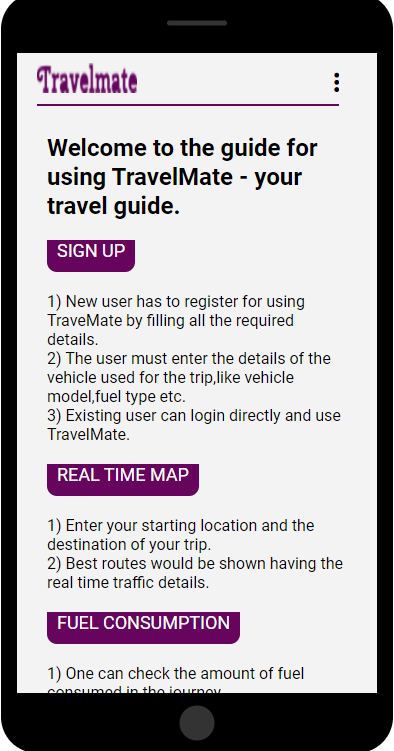 Travelmate
Welcome to the guide for
using TravelMate - your
travel guide.
SIGN UP
1) New user has to register for using
TraveMate by filling all the required
details.
2) The user must enter the details of the
vehicle used for the trip,like vehicle
model,fuel type etc.
3) Existing user can login directly and use
TravelMate.
REAL TIME MAP
1) Enter your starting location and the
destination of your trip.
2) Best routes would be shown having the
real time traffic details.
FUEL CONSUMPTION
1) One can check the amount of fuel
consumed in the journey